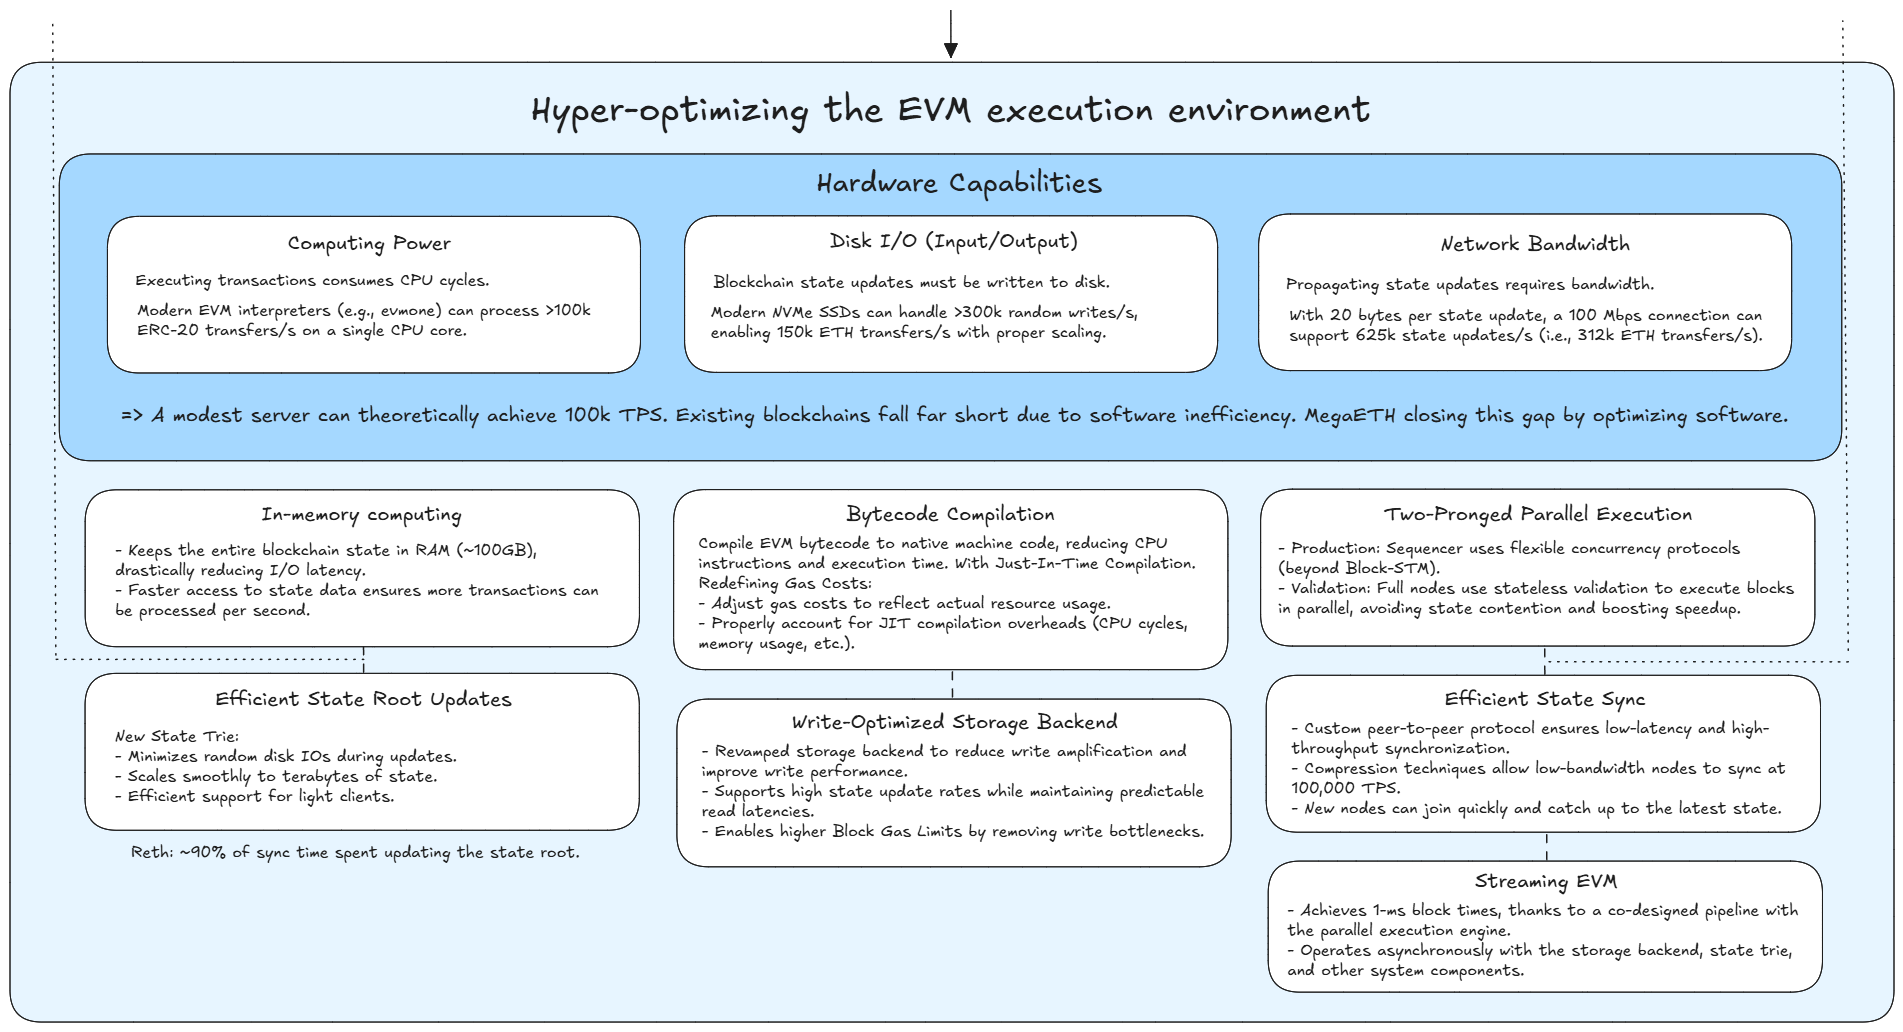 Hyper-optimizing the EVM execution environment
Hardware Capabilities
Computing Power
Executing transactions consumes CPU cycles.
Modern EVM interpreters (e.g., evmone) can process >100k
ERC-20 transfers/s on a single CPU core.
Disk I/O (Input/Output)
Blockchain state updates must be written to disk.
Modern NVMe SSDs can handle >300k random writes/s,
enabling 150k ETH transfers/s with proper scaling.
Network Bandwidth
Propagating state updates requires bandwidth.
With 20 bytes per state update, a 100 Mbps connection can
support 625k state updates/s (i.e., 312k ETH transfers/s).
=> A modest server can theoretically achieve 100k TPS. Existing blockchains fall far short due to software inefficiency. MegaETH closing this gap by optimizing software.
In-memory computing
- Keeps the entire blockchain state in RAM (~100GB),
drastically reducing I/O latency.
- Faster access to state data ensures more transactions can
be processed per second.
Bytecode Compilation
Compile EVM bytecode to native machine code, reducing CPU
instructions and execution time. With Just-In-Time Compilation.
Redefining Gas Costs:
- Adjust gas costs to reflect actual resource usage.
- Properly account for JIT compilation overheads (CPU cycles,
memory usage, etc.).
Two-Pronged Parallel Execution
- Production: Sequencer uses flexible concurrency protocols
(beyond Block-STM).
- Validation: Full nodes use stateless validation to execute blocks
in parallel, avoiding state contention and boosting speedup.
Efficient State Root Updates
New State Trie:
- Minimizes random disk IOs during updates.
- Scales smoothly to terabytes of state.
- Efficient support for light clients.
Reth: ~90% of sync time spent updating the state root.
Write-Optimized Storage Backend
- Revamped storage backend to reduce write amplification and
improve write performance.
- Supports high state update rates while maintaining predictable
read latencies.
- Enables higher Block Gas Limits by removing write bottlenecks.
Efficient State Sync
- Custom peer-to-peer protocol ensures low-latency and high-
throughput synchronization.
- Compression techniques allow low-bandwidth nodes to sync at
100,000 TPS.
- New nodes can join quickly and catch up to the latest state.
Streaming EVM
- Achieves 1-ms block times, thanks to a co-designed pipeline with
the parallel execution engine.
- Operates asynchronously with the storage backend, state trie,
and other system components.